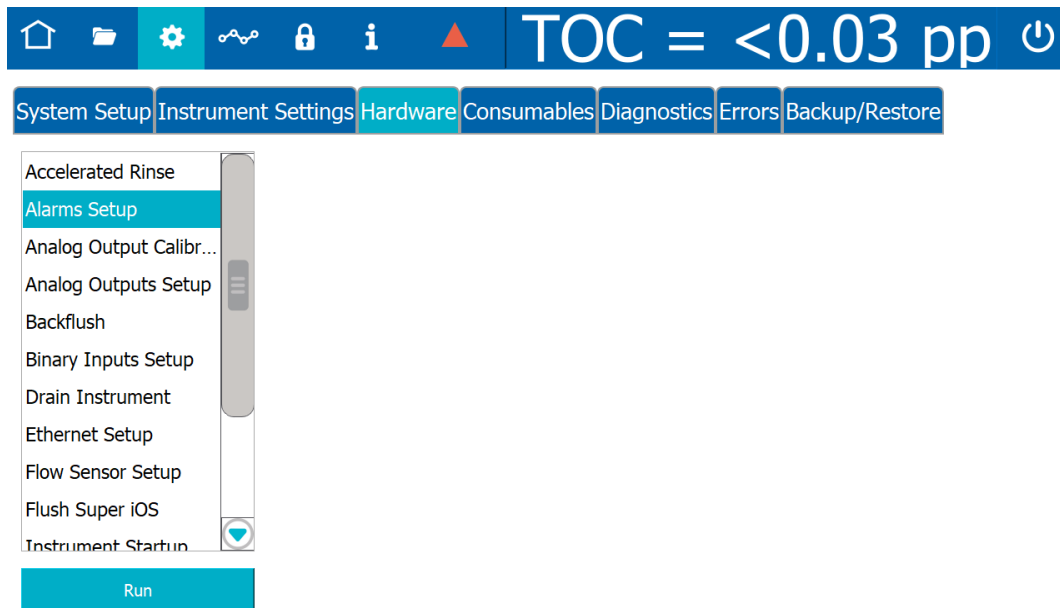 TOC = <0.03 pp
System Setup Instrument Settings Hardware Consumables Diagnostics Errors Backup/Restore
Accelerated Rinse
Alarms Setup
Analog Output Calibr...
Analog Outputs Setup
Backflush
Binary Inputs Setup
Drain Instrument
Ethernet Setup
Flow Sensor Setup
Flush Super iOS
Instrument Startup
Run